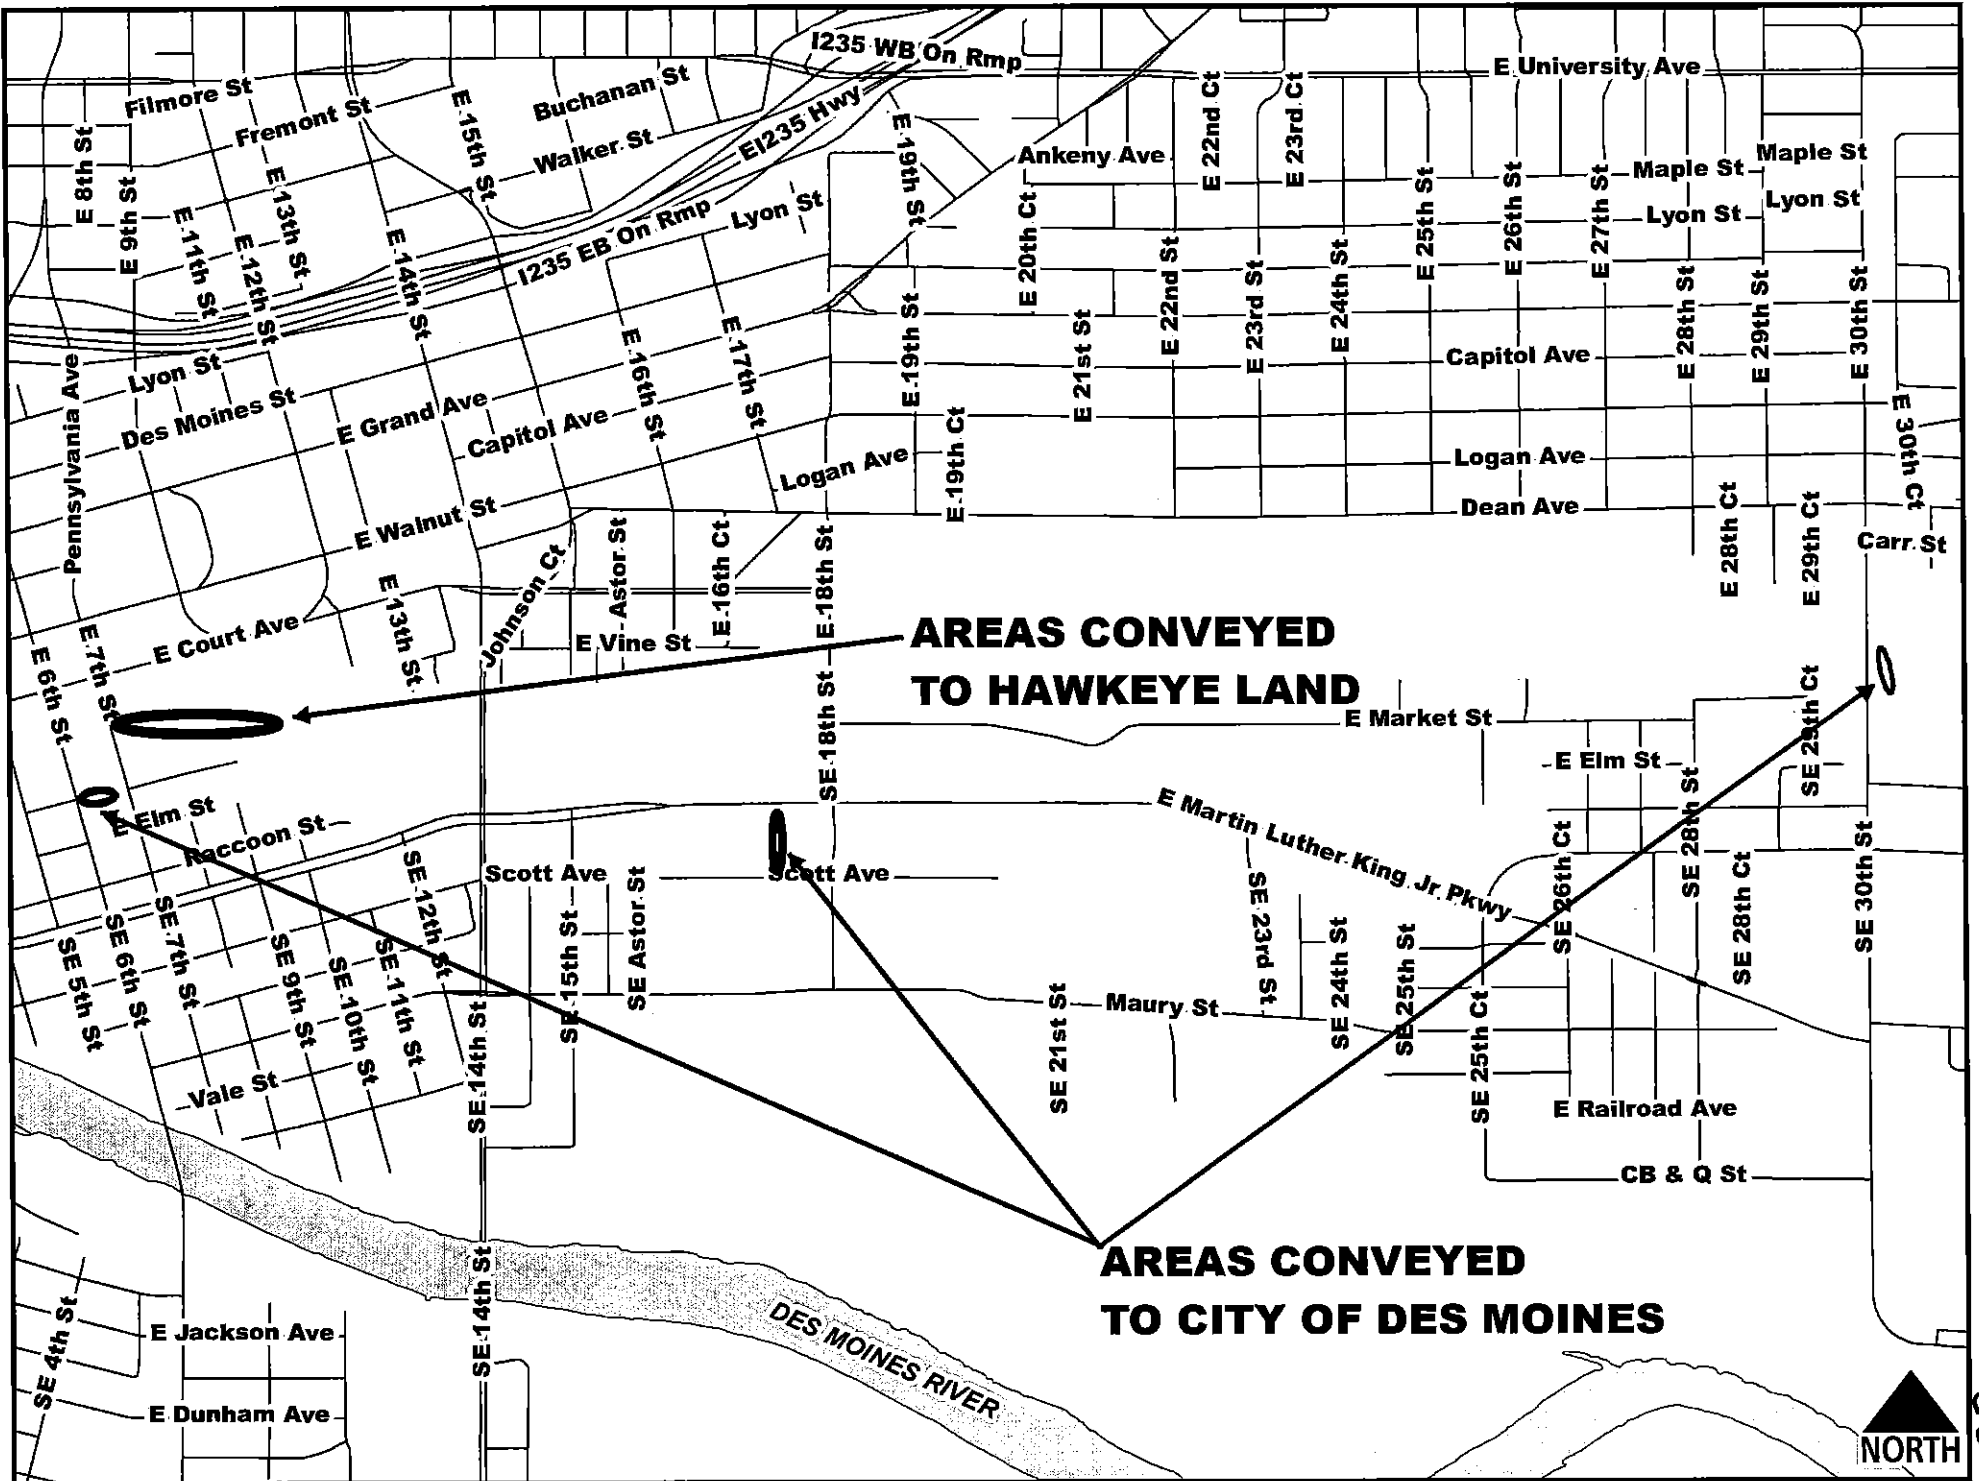 I235 WB On Rmp
E University Ave
Filmore St
Fremont St
E 15th St
Buchanan St
Walker St
EI235 Hwy
E 19th St
Ankeny Ave
E 22nd Ct
E 23rd Ct
Maple St
Maple St
E 8th St
E 9th St
E 11th St
E 12th St
E 13th St
E 14th St
I235 EB On Rmp
Lyon St
E 20th Ct
E 22nd St
E 23rd St
E 24th St
E 25th St
E 26th St
E 27th St
Lyon St
Lyon St
E 28th St
E 29th St
E 30th St
Pennsylvania Ave
Lyon St
Des Moines St
E Grand Ave
Capitol Ave
E 16th St
E 17th St
E 19th St
E 21st St
Capitol Ave
E 30th Ct
E Walnut St
Logan Ave
E 19th Ct
Logan Ave
Dean Ave
E 28th Ct
E 29th Ct
Carr St
E Court Ave
E 13th St
Johnson Ct
Astor St
E 16th Ct
E 18th St
E Vine St
E 6th St
E 7th St
AREAS CONVEYED
TO HAWKEYE LAND
SE 18th St
E Market St
E Elm St
SE 29th Ct
E Elm St
Raccoon St
E Martin Luther King Jr Pkwy
Scott Ave
Scott Ave
SE 12th St
SE 5th St
SE 6th St
SE 7th St
SE 9th St
SE 10th St
SE 11th St
SE 14th St
SE 15th St
SE Astor St
SE 21st St
Maury St
SE 23rd St
SE 24th St
SE 25th St
SE 25th Ct
SE 26th Ct
SE 28th St
SE 28th Ct
SE 30th St
Vale St
E Railroad Ave
CB & Q St
AREAS CONVEYED
TO CITY OF DES MOINES
SE 14th St
DES MOINES RIVER
SE 4th St
E Jackson Ave
E Dunham Ave
NORTH